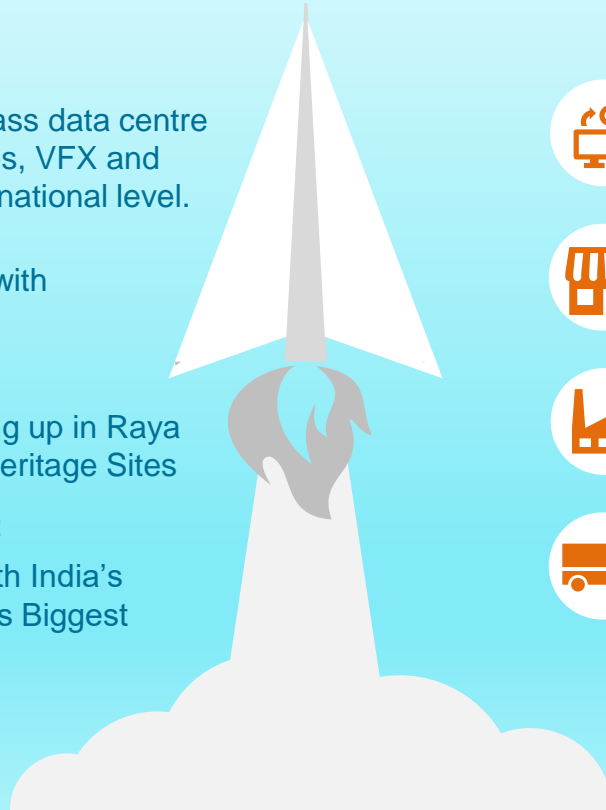 ass data centre
s, VFX and
national level.
with
g up in Raya
eritage Sites
th India's
s Biggest